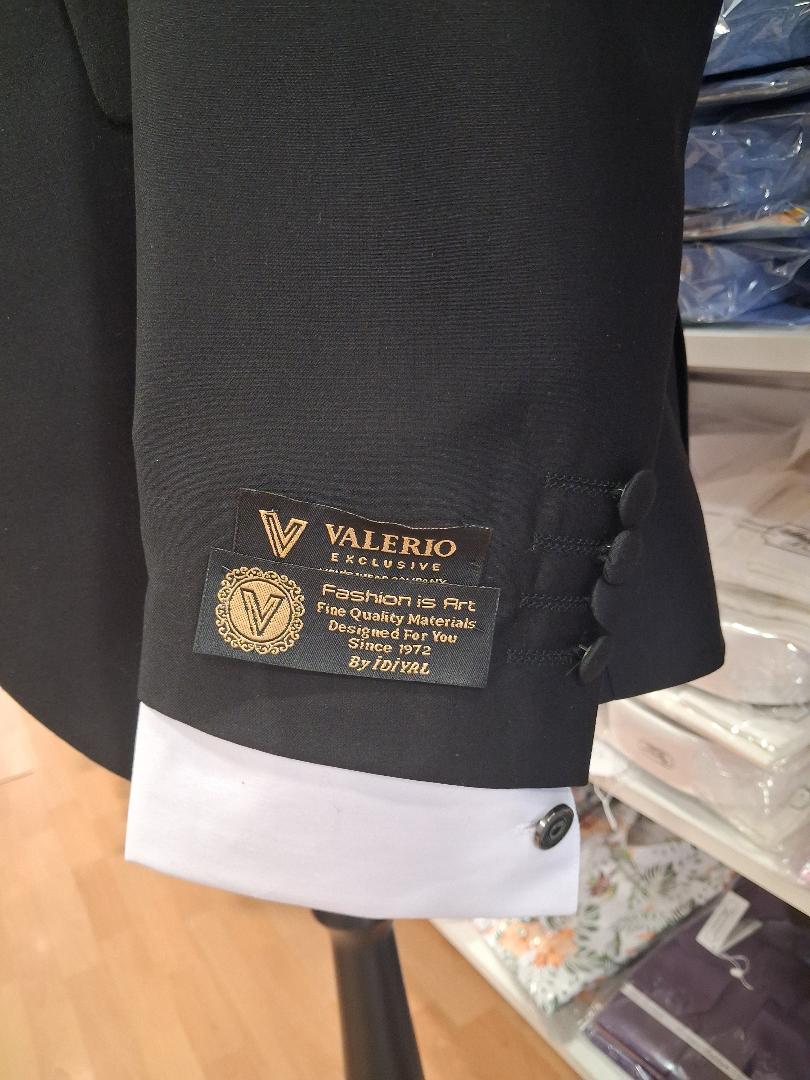 VALERIO
EXCLUSIVE
Fashion is Art
Fine Quality Materials
Designed For You
Since 1972
By İDİYAL